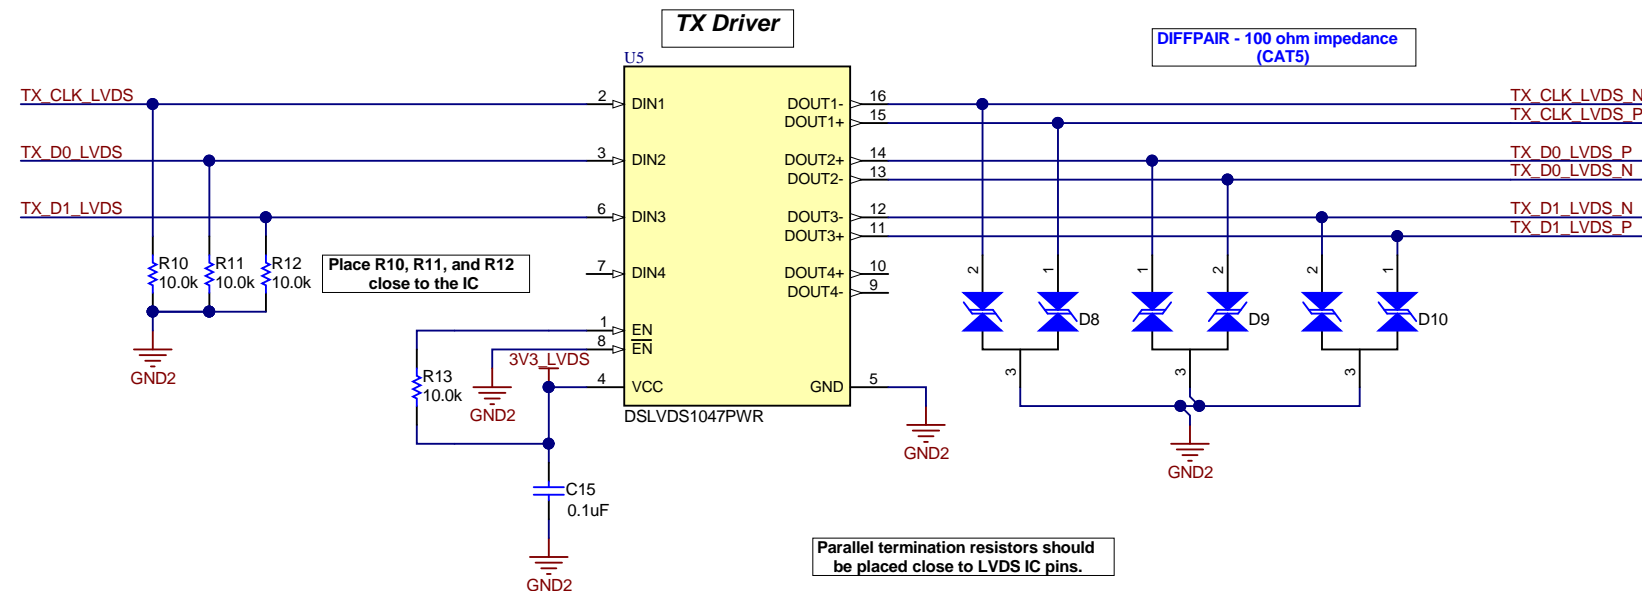 TX Driver
DIFFPAIR - 100 ohm impedance
(CAT5)
U5
TX_CLK_LVDS
2
DIN1
DOUT1-
16
TX_CLK_LVDS_N
DOUT1+
15
TX_CLK_LVDS_P
TX_D0_LVDS
3
DIN2
DOUT2+
14
TX_D0_LVDS_P
DOUT2-
13
TX_D0_LVDS_N
TX_D1_LVDS
6
DIN3
DOUT3-
12
TX_D1_LVDS_N
DOUT3+
11
TX_D1_LVDS_P
R10
10.0k
R11
10.0k
R12
10.0k
Place R10, R11, and R12
close to the IC
7
DIN4
DOUT4+
10
DOUT4-
9
2
1
1
2
2
1
D8
D9
D10
1
EN
8
EN
3V3_LVDS
GND2
R13
10.0k
GND2
4
VCC
GND
5
3
3
3
DSLVDS1047PWR
GND2
GND2
C15
0.1uF
Parallel termination resistors should
be placed close to LVDS IC pins.
GND2